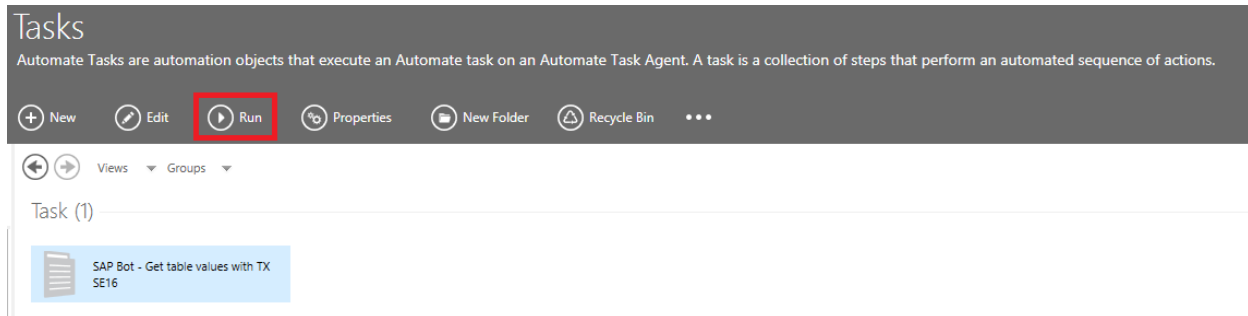 Tasks
Automate Tasks are automation objects that execute an Automate task on an Automate Task Agent. A task is a collection of steps that perform an automated sequence of actions.
New Edit Run Properties New Folder Recycle Bin •••
Views Groups
Task (1)
SAP Bot - Get table values with TX
SE16